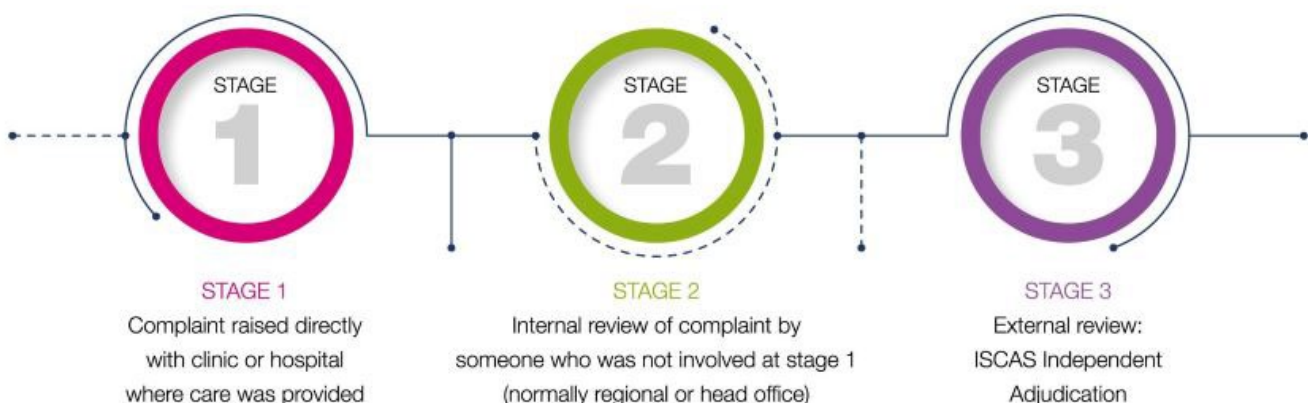 STAGE
1
STAGE
2
STAGE
3
STAGE 1
Complaint raised directly
with clinic or hospital
where care was provided
STAGE 2
Internal review of complaint by
someone who was not involved at stage 1
(normally regional or head office)
STAGE 3
External review:
ISCAS Independent
Adjudication